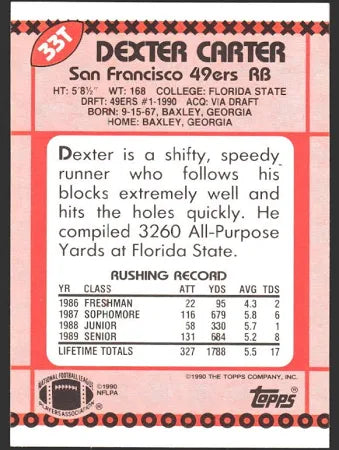 33T
DEXTER CARTER
San Francisco 49ers RB
HT: 5'8½" WT: 168 COLLEGE: FLORIDA STATE
DRFT: 49ERS #1-1990 ACQ: VIA DRAFT
BORN: 9-15-67, BAXLEY, GEORGIA
HOME: BAXLEY, GEORGIA
Dexter is a shifty, speedy
runner who follows his
blocks extremely well and
hits the holes quickly. He
compiled 3260 All-Purpose
Yards at Florida State.
RUSHING RECORD
YR CLASS ATT YDS AVG TDS
1986 FRESHMAN 22 95 4.3 2
1987 SOPHOMORE 116 679 5.8 6
1988 JUNIOR 58 330 5.7 1
1989 SENIOR 131 684 5.2 8
LIFETIME TOTALS 327 1788 5.5 17
©1990 THE TOPPS COMPANY, INC.
NATIONAL FOOTBALL LEAGUE
PLAYERS ASSOCIATION
©1990
NFLPA
TOPPS